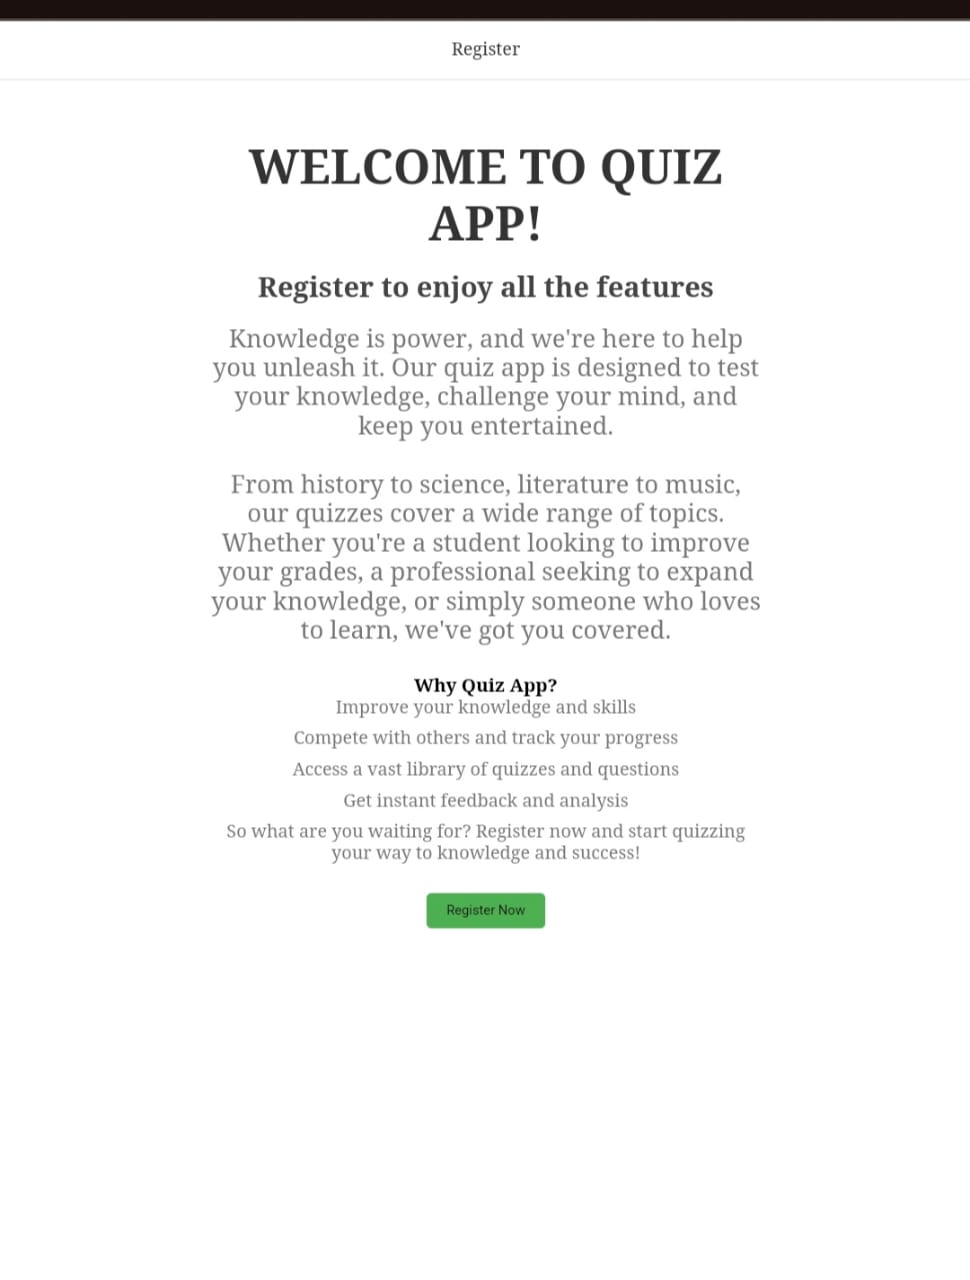 Register
WELCOME TO QUIZ
APP!
Register to enjoy all the features
Knowledge is power, and we're here to help
you unleash it. Our quiz app is designed to test
your knowledge, challenge your mind, and
keep you entertained.
From history to science, literature to music,
our quizzes cover a wide range of topics.
Whether you're a student looking to improve
your grades, a professional seeking to expand
your knowledge, or simply someone who loves
to learn, we've got you covered.
Why Quiz App?
Improve your knowledge and skills
Compete with others and track your progress
Access a vast library of quizzes and questions
Get instant feedback and analysis
So what are you waiting for? Register now and start quizzing
your way to knowledge and success!
Register Now